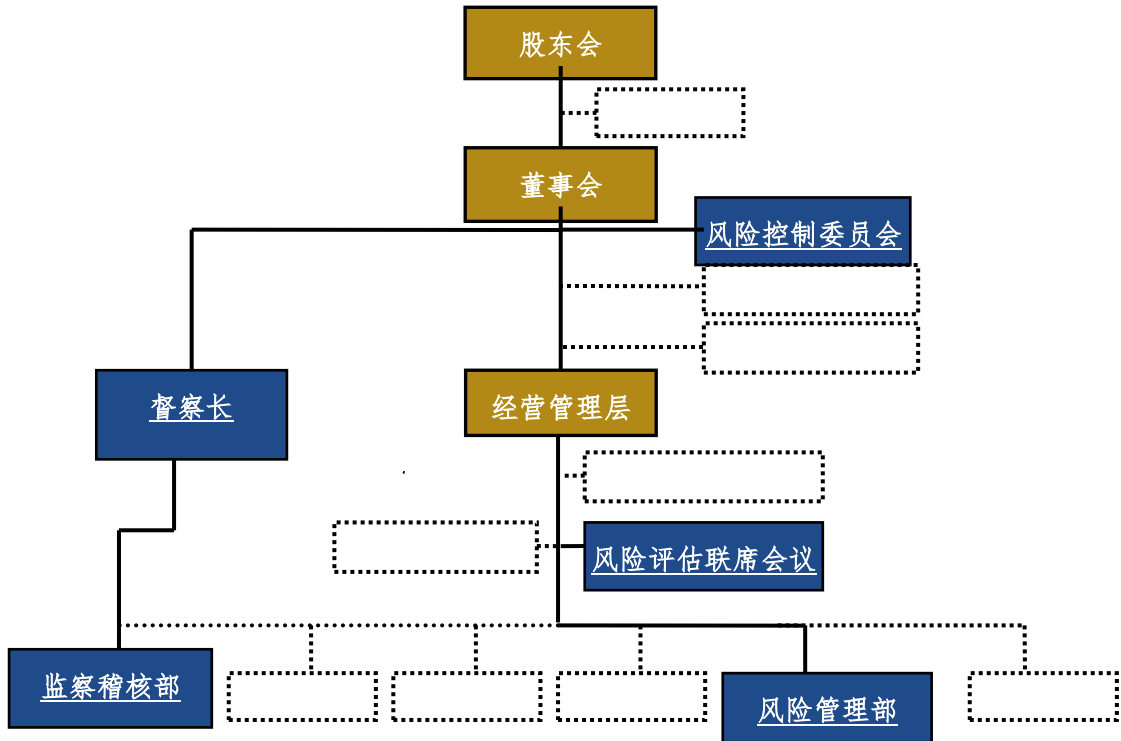 股东会
董事会
风险控制委员会
督察长
经营管理层
风险评估联席会议
监察稽核部
风险管理部